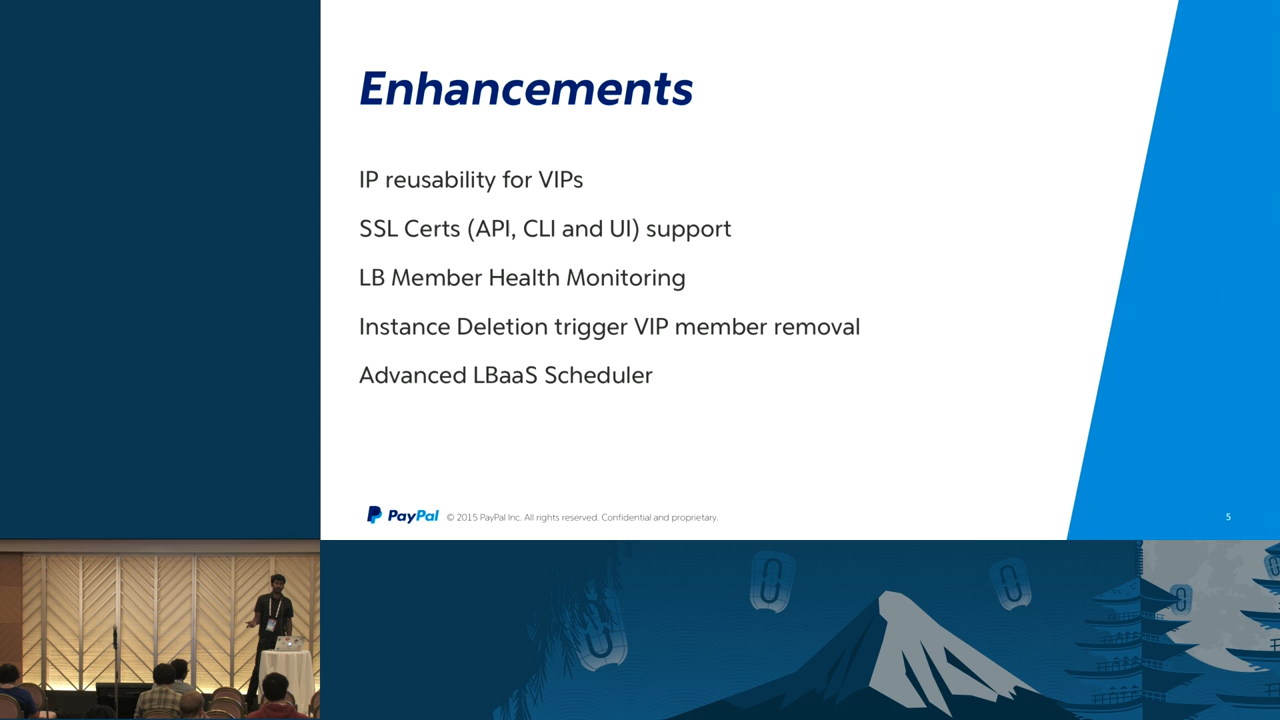 Enhancements
IP reusability for VIPs
SSL Certs (API, CLI and UI) support
LB Member Health Monitoring
Instance Deletion trigger VIP member removal
Advanced LBaaS Scheduler
PayPal © 2015 PayPal Inc. All rights reserved. Confidential and proprietary.
5